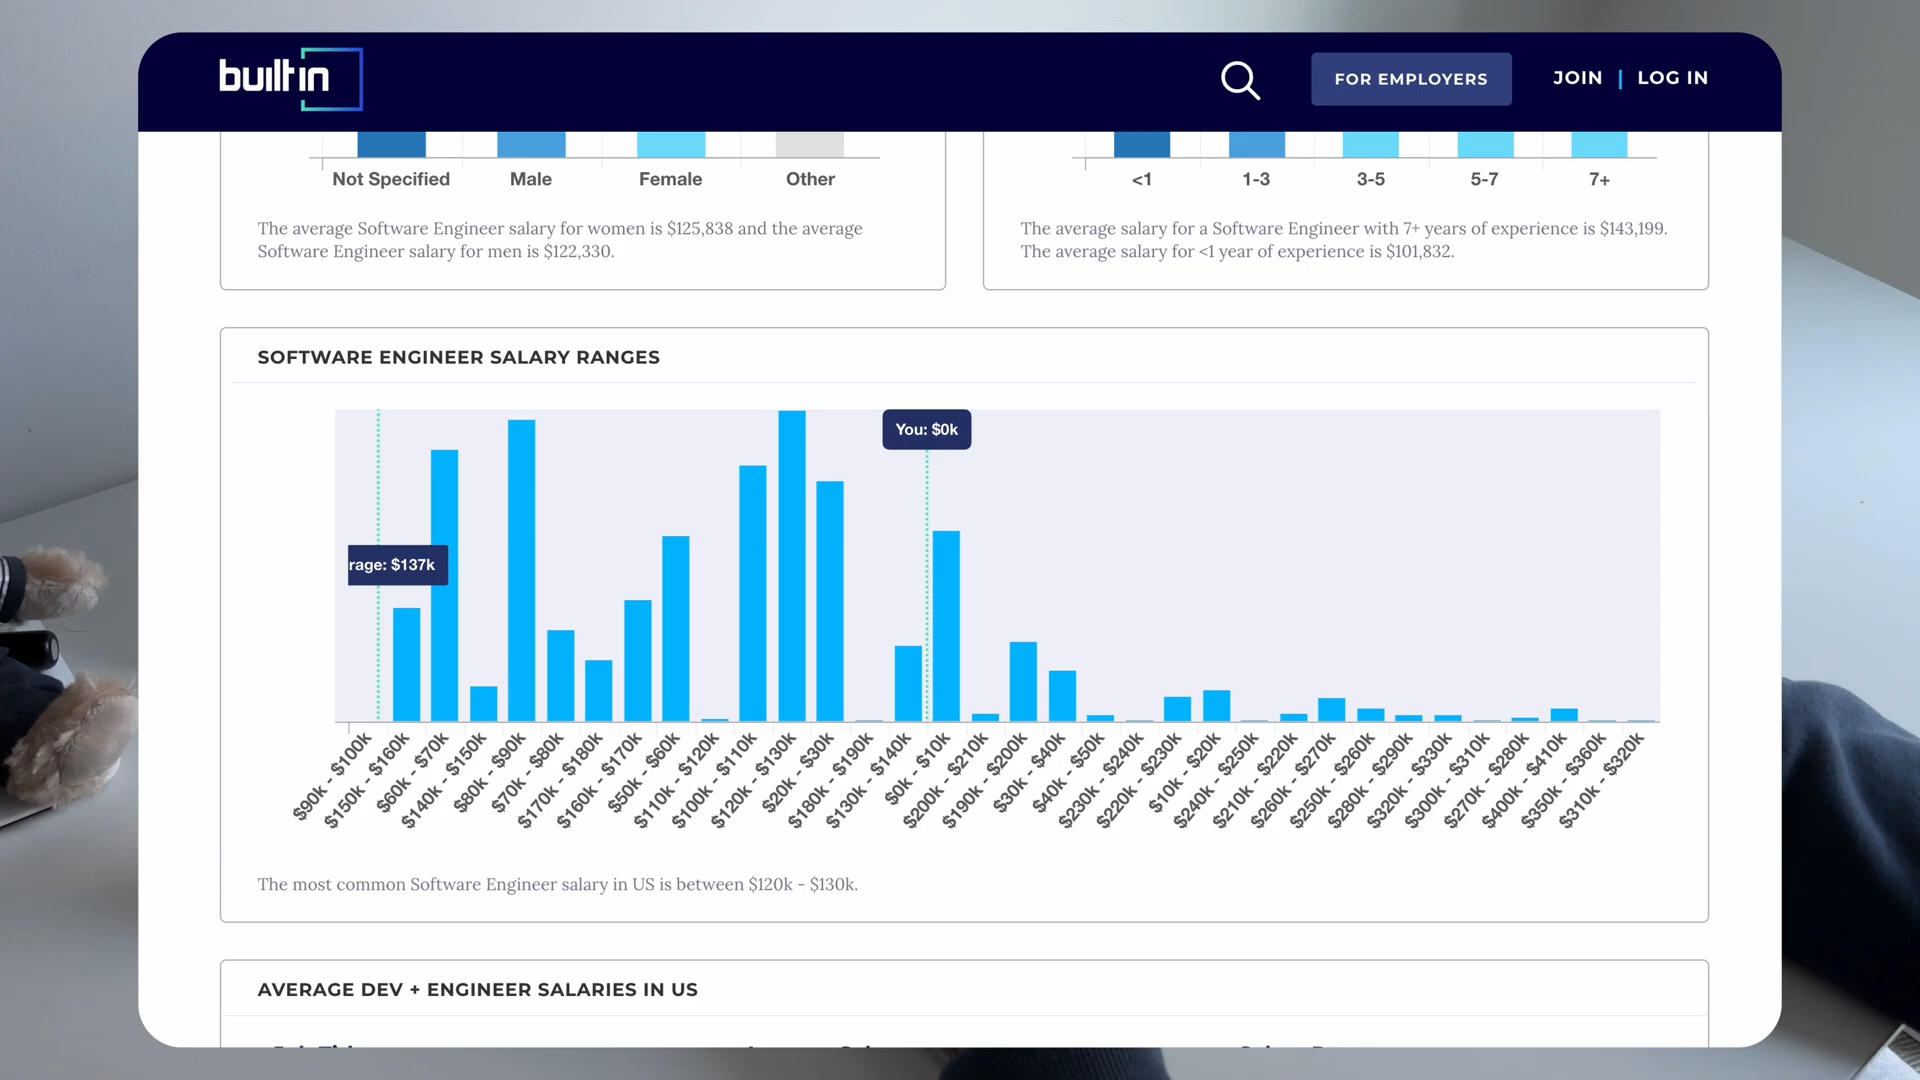 builtin
FOR EMPLOYERS
JOIN | LOG IN
Not Specified Male Female Other
The average Software Engineer salary for women is $125,838 and the average
Software Engineer salary for men is $122,330.
<1 1-3 3-5 5-7 7+
The average salary for a Software Engineer with 7+ years of experience is $143,199.
The average salary for <1 year of experience is $101,832.
SOFTWARE ENGINEER SALARY RANGES
You: $0k
rage: $137k
$90k - $100k
$150k - $160k
$60k - $70k
$140k - $150k
$80k - $90k
$70k - $80k
$170k - $180k
$160k - $170k
$50k - $60k
$110k - $120k
$100k - $110k
$120k - $130k
$20k - $30k
$180k - $190k
$130k - $140k
$0k - $10k
$200k - $210k
$190k - $200k
$30k - $40k
$40k - $50k
$230k - $240k
$220k - $230k
$10k - $20k
$240k - $250k
$210k - $220k
$260k - $270k
$250k - $260k
$280k - $290k
$320k - $330k
$300k - $310k
$270k - $280k
$400k - $410k
$350k - $360k
$310k - $320k
The most common Software Engineer salary in US is between $120k - $130k.
AVERAGE DEV + ENGINEER SALARIES IN US